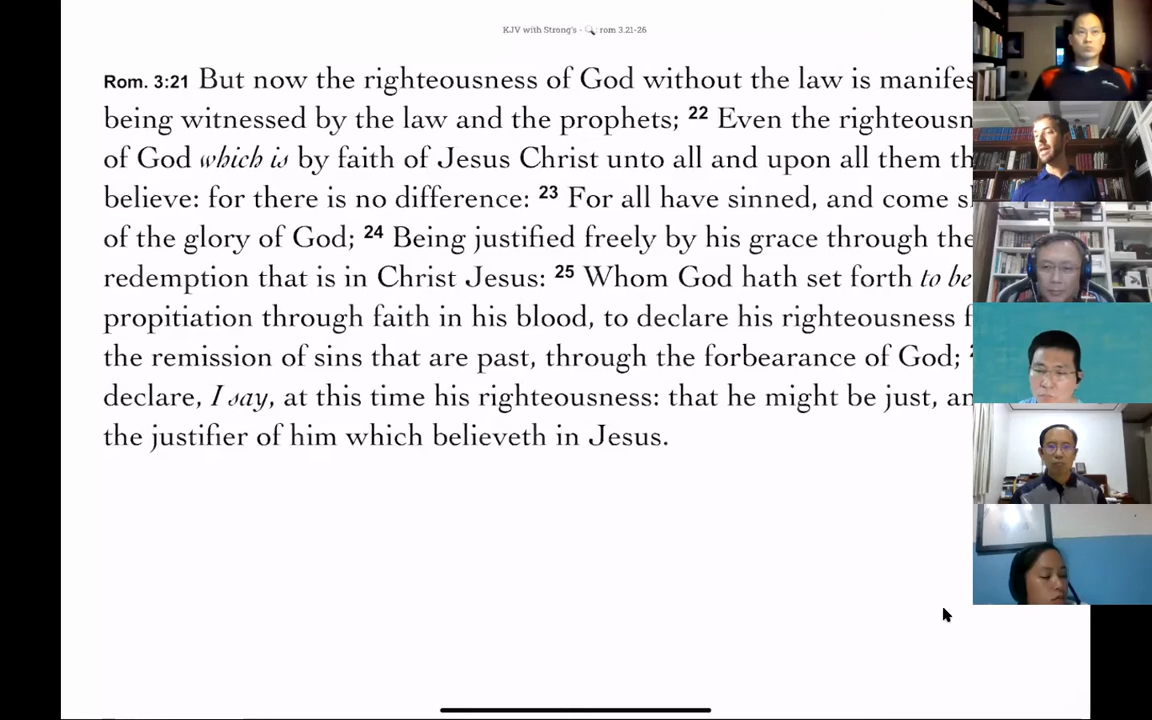 KJV with Strong's - rom 3.21-26
Rom. 3:21 But now the righteousness of God without the law is manifes
being witnessed by the law and the prophets; 22 Even the righteousn
of God which is by faith of Jesus Christ unto all and upon all them th
believe: for there is no difference: 23 For all have sinned, and come s
of the glory of God; 24 Being justified freely by his grace through the
redemption that is in Christ Jesus: 25 Whom God hath set forth to be
propitiation through faith in his blood, to declare his righteousness f
the remission of sins that are past, through the forbearance of God;
declare, I say, at this time his righteousness: that he might be just, an
the justifier of him which believeth in Jesus.